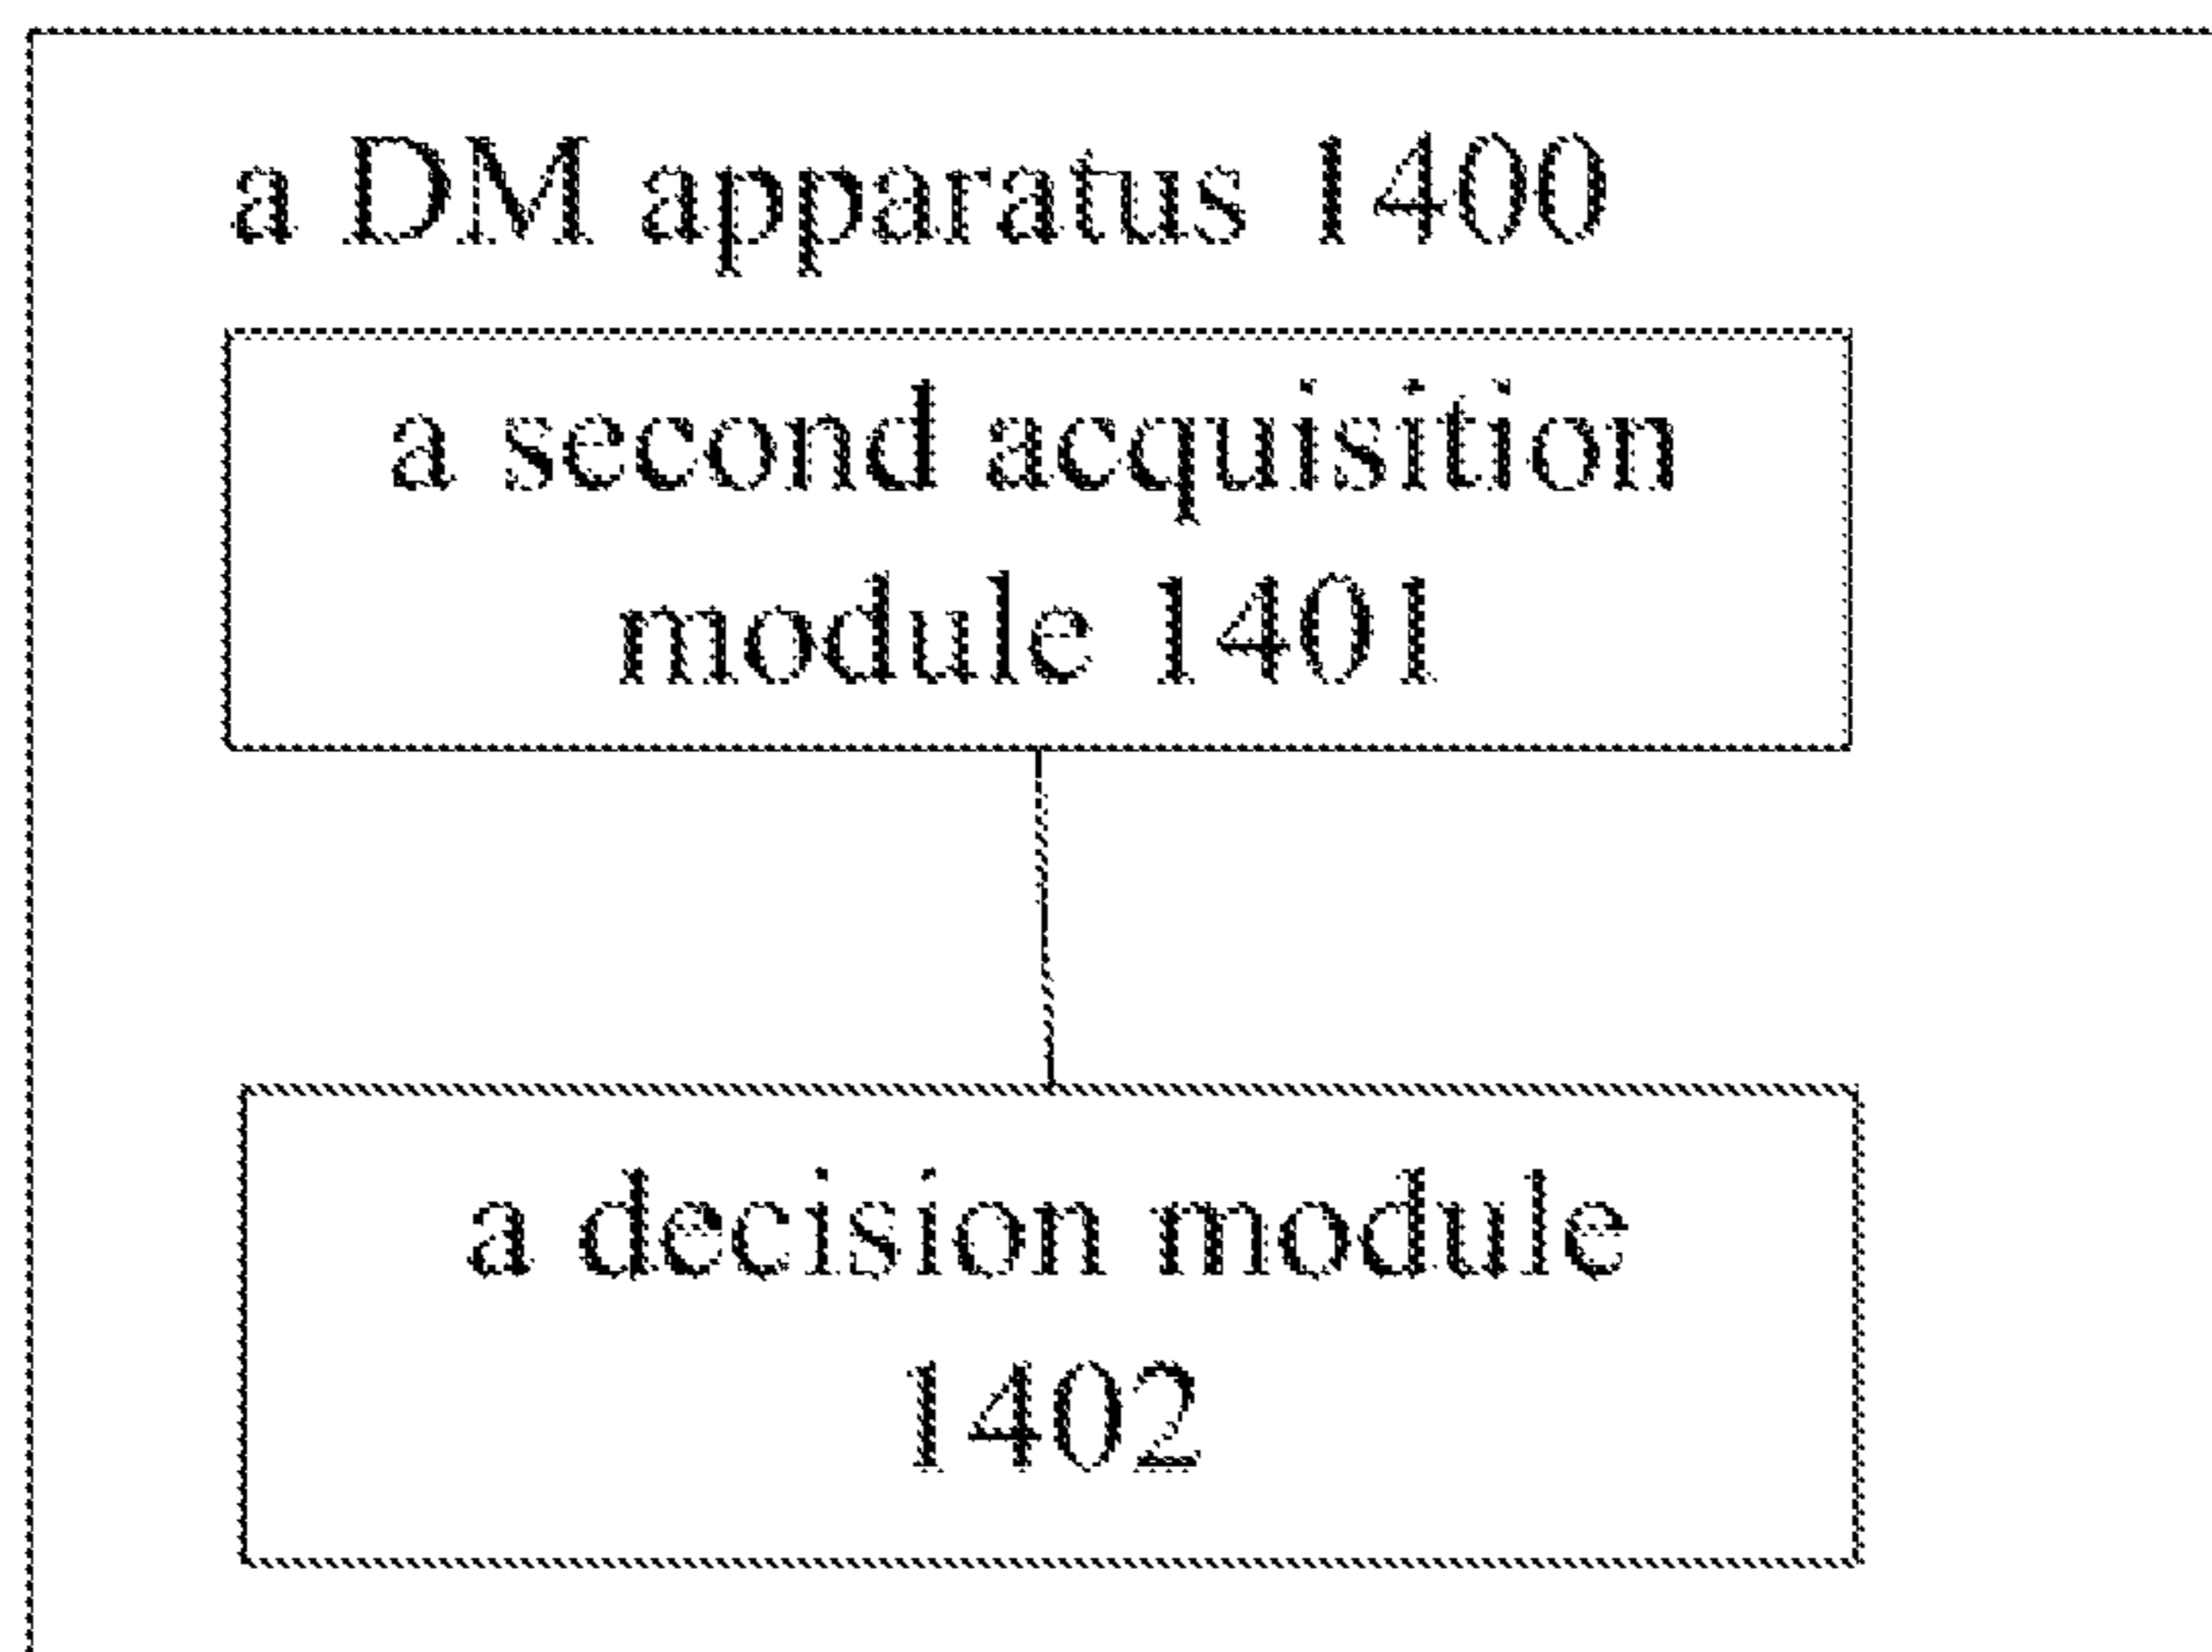 a DM apparatus 1400
a second acquisition
module 1401
a decision module
1402